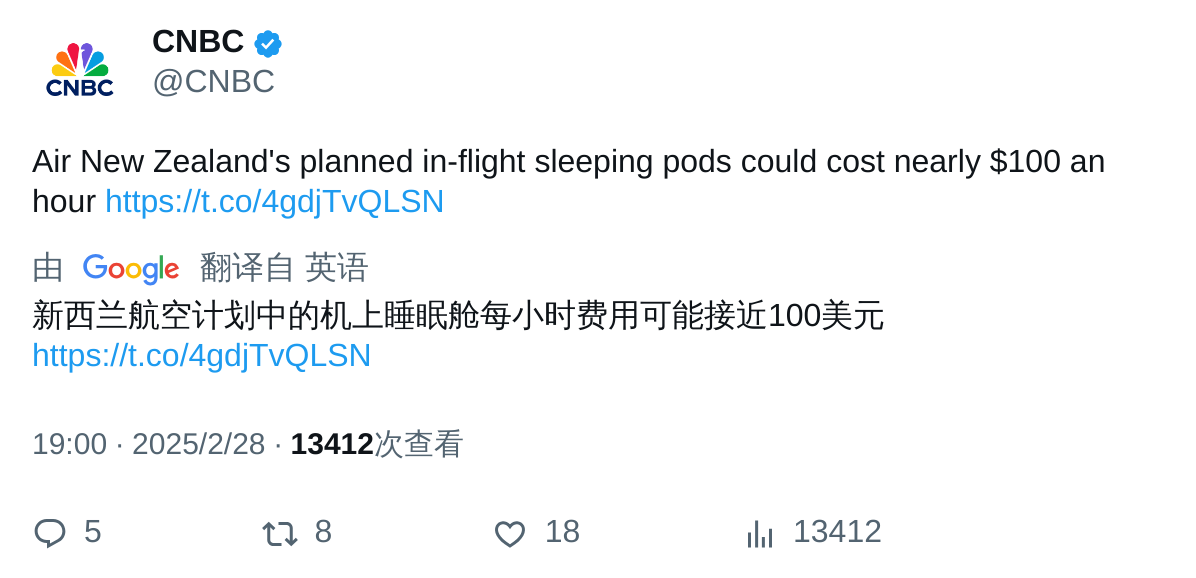 CNBC
CNBC
@CNBC
Air New Zealand's planned in-flight sleeping pods could cost nearly $100 an
hour https://t.co/4gdjTvQLSN
由 Google 翻译自 英语
新西兰航空计划中的机上睡眠舱每小时费用可能接近100美元
https://t.co/4gdjTvQLSN
19:00 · 2025/2/28 · 13412次查看
5 8 18 13412